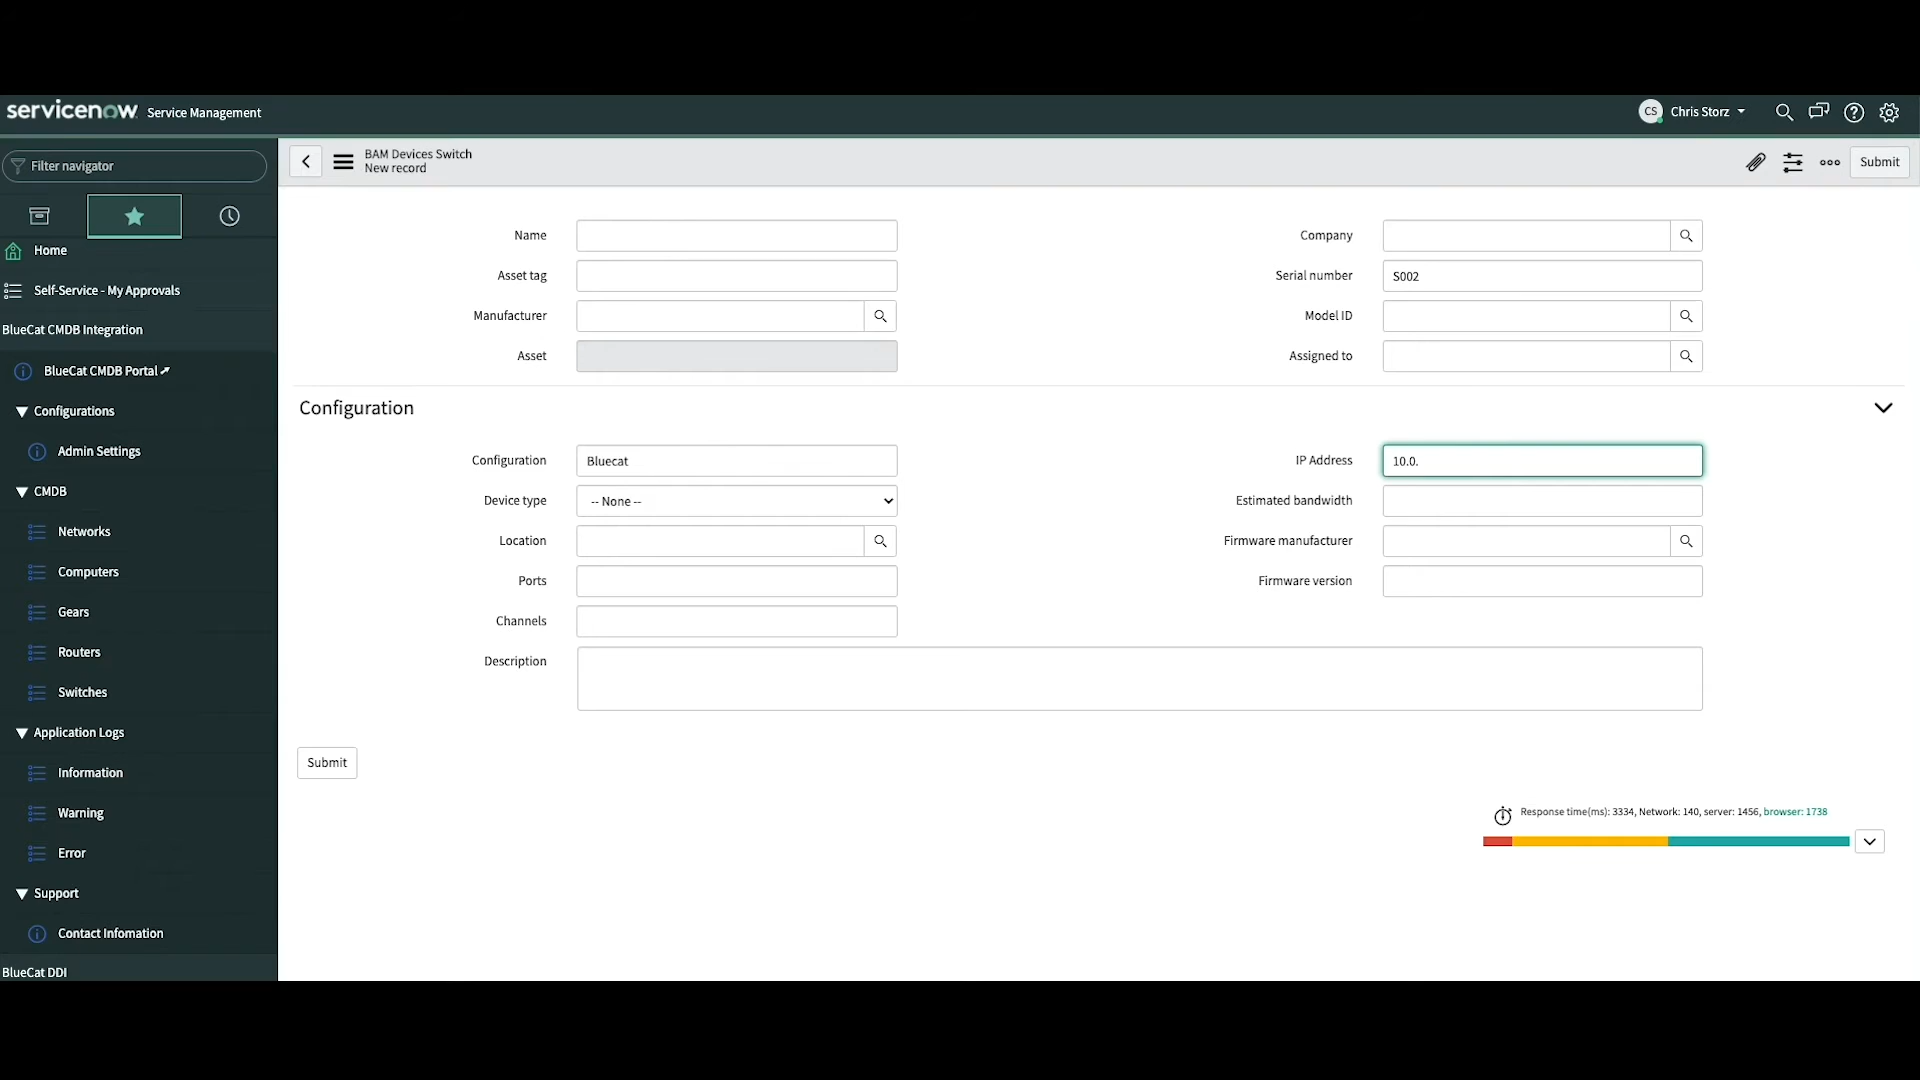 servicenow Service Management
CS Chris Storz
Filter navigator
Home
Self-Service - My Approvals
BlueCat CMDB Integration
BlueCat CMDB Portal
Configurations
Admin Settings
CMDB
Networks
Computers
Gears
Routers
Switches
Application Logs
Information
Warning
Error
Support
Contact Infomation
BlueCat DDI
BAM Devices Switch
New record
Submit
Name
Company
Asset tag
Serial number S002
Manufacturer
Model ID
Asset
Assigned to
Configuration
Configuration Bluecat
IP Address 10.0.
Device type -- None --
Estimated bandwidth
Location
Firmware manufacturer
Ports
Firmware version
Channels
Description
Submit
Response time(ms): 3334, Network: 140, server: 1456, browser: 1738